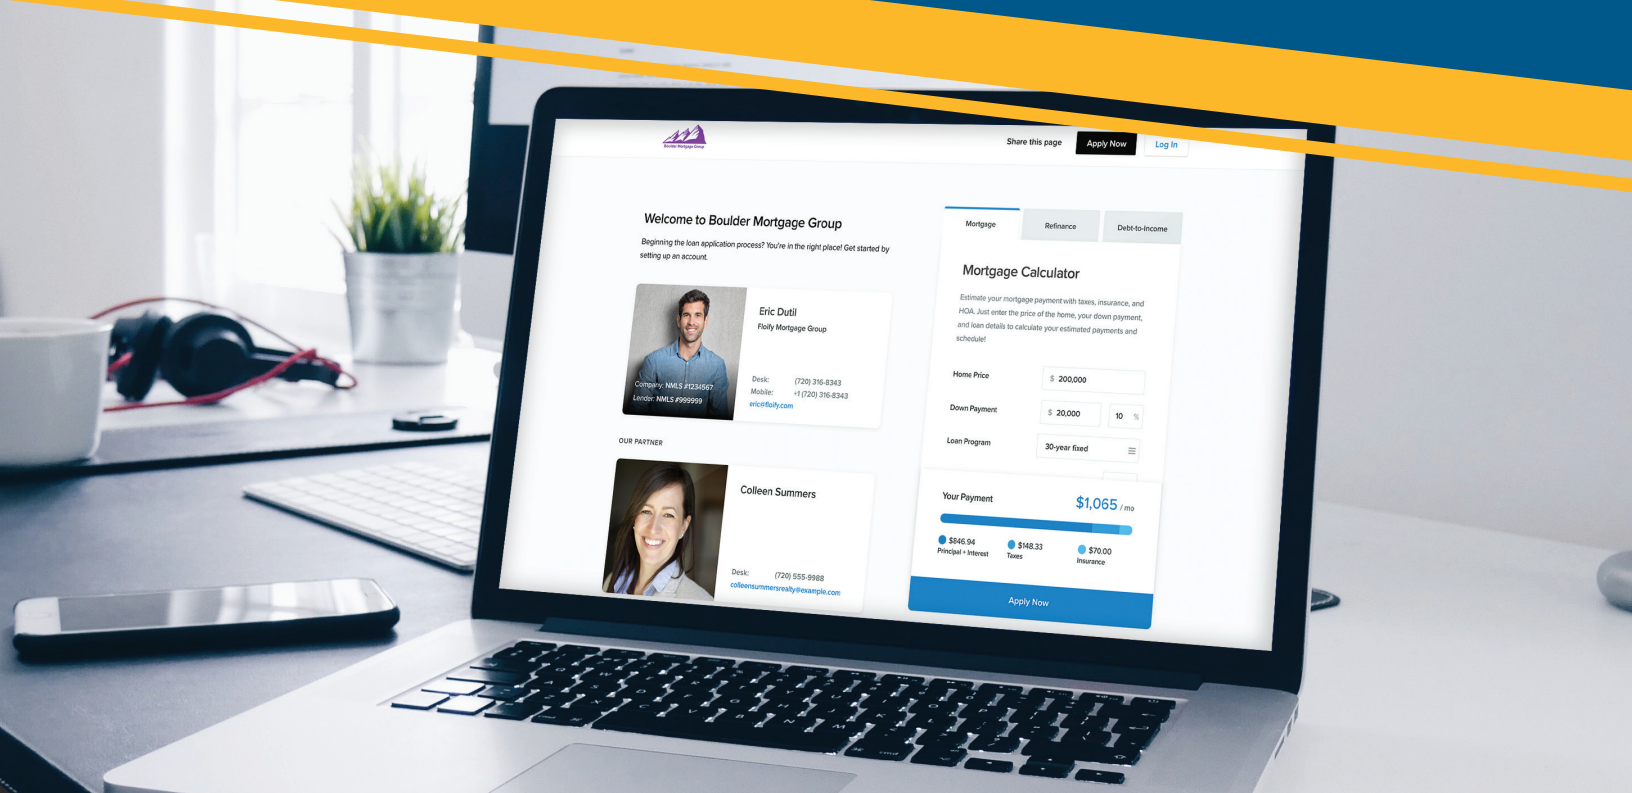 Boulder Mortgage Group
Share this page
Apply Now
Log In
Welcome to Boulder Mortgage Group
Beginning the loan application process? You're in the right place! Get started by
setting up an account.
Eric Dutil
Floify Mortgage Group
Company: NMLS #1234567
Lender: NMLS #999999
Desk: (720) 316-8343
Mobile: +1 (720) 316-8343
eric@floify.com
OUR PARTNER
Colleen Summers
Desk: (720) 555-9988
colleensummersrealty@example.com
Mortgage
Refinance
Debt-to-Income
Mortgage Calculator
Estimate your mortgage payment with taxes, insurance, and
HOA. Just enter the price of the home, your down payment,
and loan details to calculate your estimated payments and
schedule!
Home Price $ 200,000
Down Payment $ 20,000 10 %
Loan Program 30-year fixed
Your Payment $1,065 / mo
$846.94 $148.33 $70.00
Principal + Interest Taxes Insurance
Apply Now